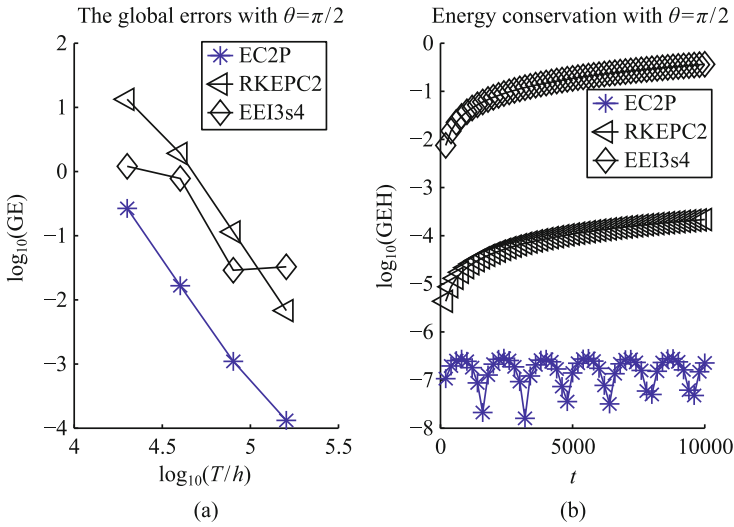 The global errors with θ=π/2
2
1
0
−1
−2
−3
−4
log10(GE)
EC2P
RKEPC2
EEI3s4
4
4.5
5
5.5
log10(T/h)
(a)
Energy conservation with θ=π/2
0
−1
−2
−3
−4
−5
−6
−7
−8
log10(GEH)
EC2P
RKEPC2
EEI3s4
0
5000
10000
t
(b)